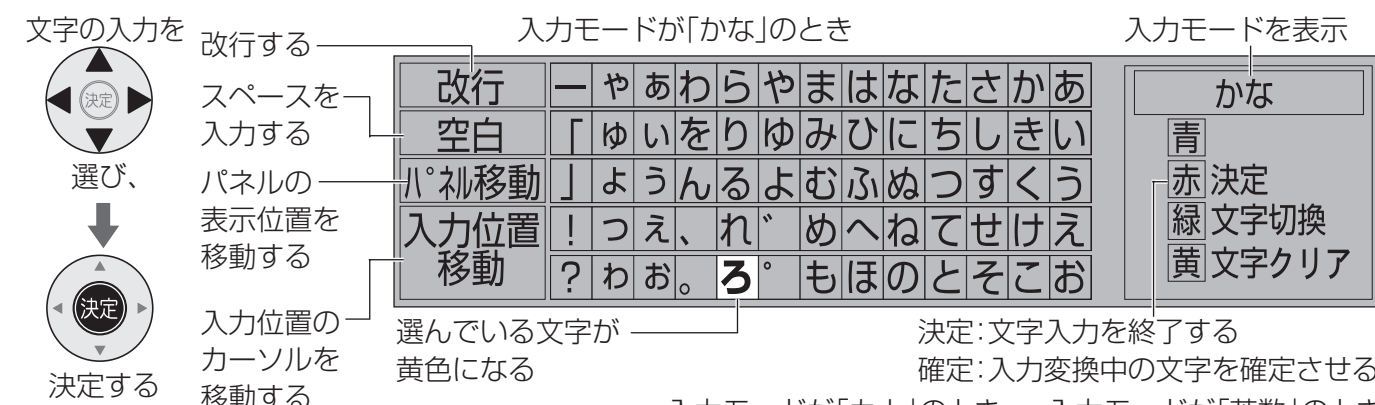 文字の入力を
決定
選び、
決定
決定する
改行する
スペースを
入力する
パネルの
表示位置を
移動する
入力位置の
カーソルを
移動する
入力モードが「かな」のとき
入力モードを表示
改行 ー ゃ ぁ わ ら や ま は な た さ か あ
空白 「 ゅ ぃ を り ゆ み ひ に ち し き い
パネル移動 」 ょ ぅ ん る よ む ふ ぬ つ す く う
入力位置移動 ! っ ぇ 、 れ ゛ め へ ね て せ け え
? ゎ ぉ 。 ろ ゜ も ほ の と そ こ お
かな
青
赤 決定
緑 文字切換
黄 文字クリア
選んでいる文字が
黄色になる
決定：文字入力を終了する
確定：入力変換中の文字を確定させる